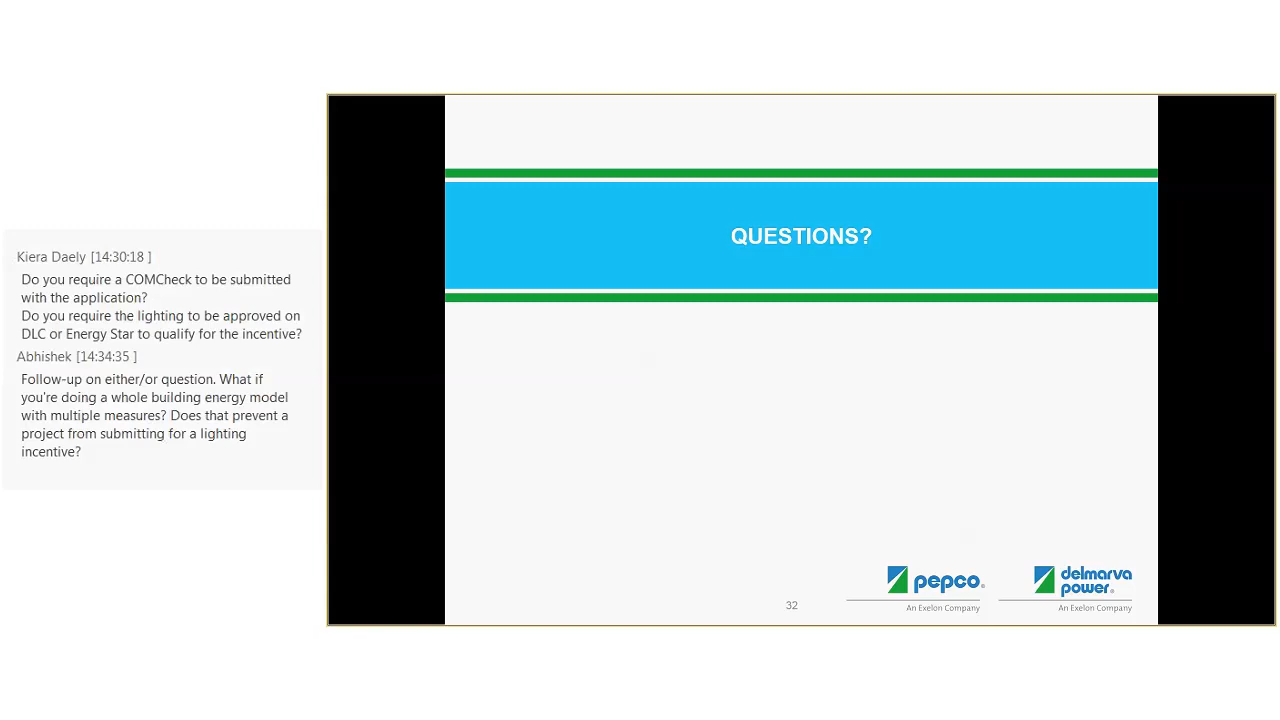 Kiera Daely [14:30:18 ]
Do you require a COMCheck to be submitted
with the application?
Do you require the lighting to be approved on
DLC or Energy Star to qualify for the incentive?
Abhishek [14:34:35 ]
Follow-up on either/or question. What if
you're doing a whole building energy model
with multiple measures? Does that prevent a
project from submitting for a lighting
incentive?
QUESTIONS?
32
pepco®
An Exelon Company
delmarva
power®
An Exelon Company